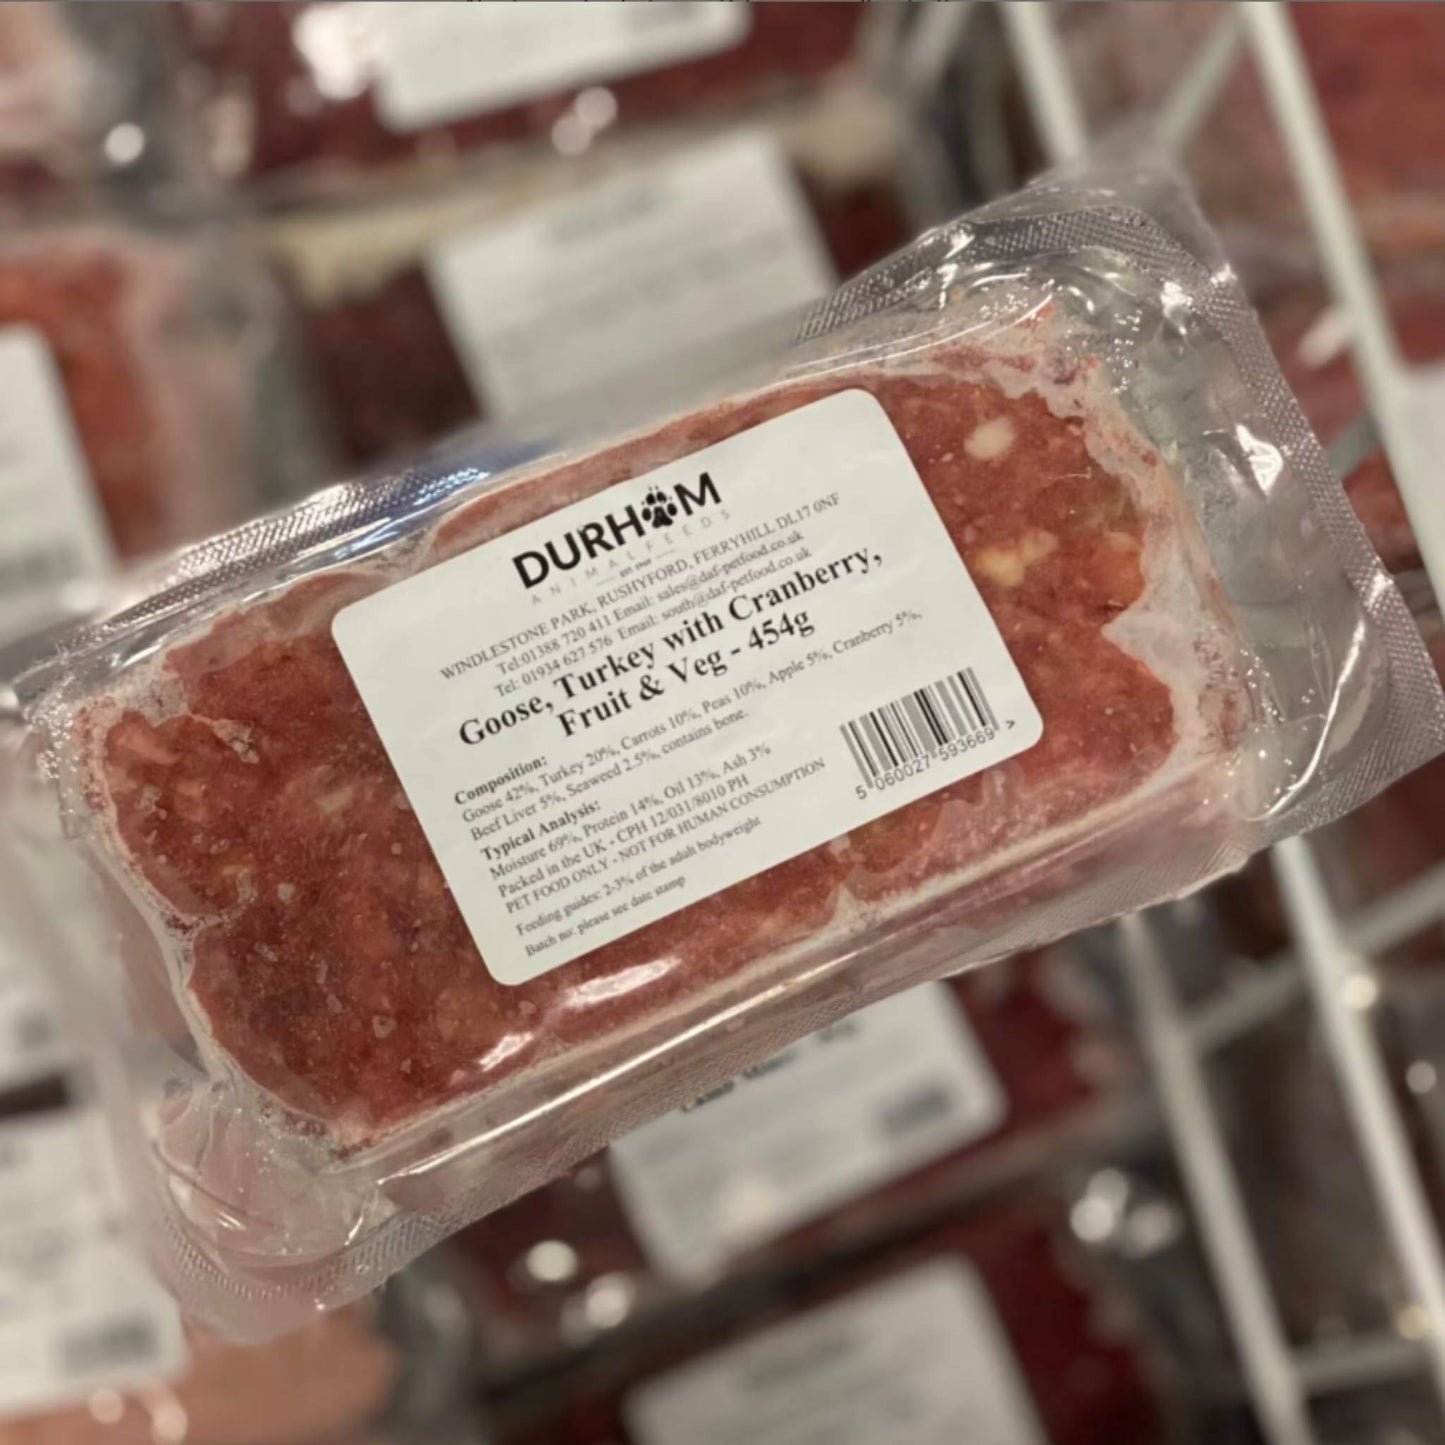 DURHAM
ANIMAL FEEDS
WINDLESTONE PARK, RUSHYFORD, FERRYHILL DL17 0NF
Tel:01388 720 411 Email: sales@daf-petfood.co.uk
Tel: 01934 627 576 Email: south@daf-petfood.co.uk
Goose, Turkey with Cranberry,
Fruit & Veg - 454g
Composition:
Goose 42%, Turkey 20%, Carrots 10%, Peas 10%, Apple 5%, Cranberry 5%,
Beef Liver 5%, Seaweed 2.5%, contains bone.
Typical Analysis:
Moisture 69%, Protein 14%, Oil 13%, Ash 3%
Packed in the UK - CPH 12/031/8010 PH
PET FOOD ONLY - NOT FOR HUMAN CONSUMPTION
Feeding guides: 2-3% of the adult bodyweight
Batch no: please see date stamp
5 060027 593669 >